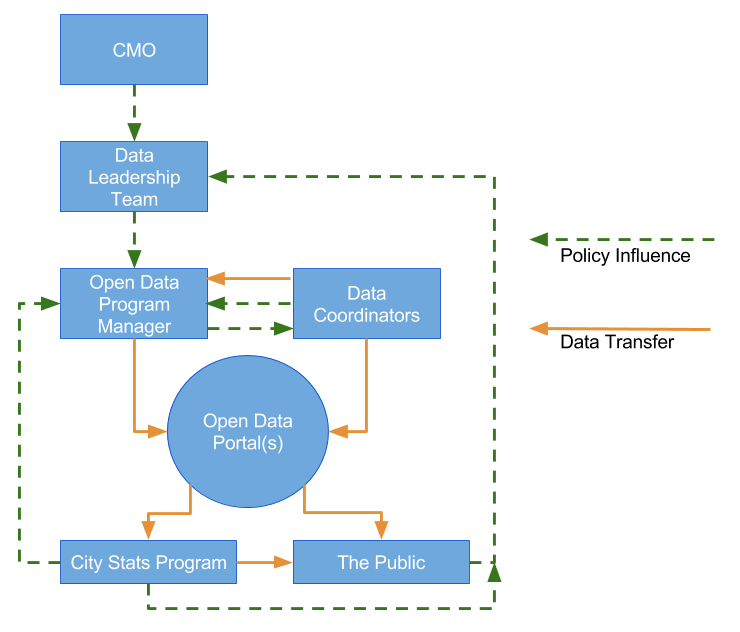 CMO
Data
Leadership
Team
Open Data
Program
Manager
Data
Coordinators
Policy Influence
Data Transfer
Open Data
Portal(s)
City Stats Program
The Public